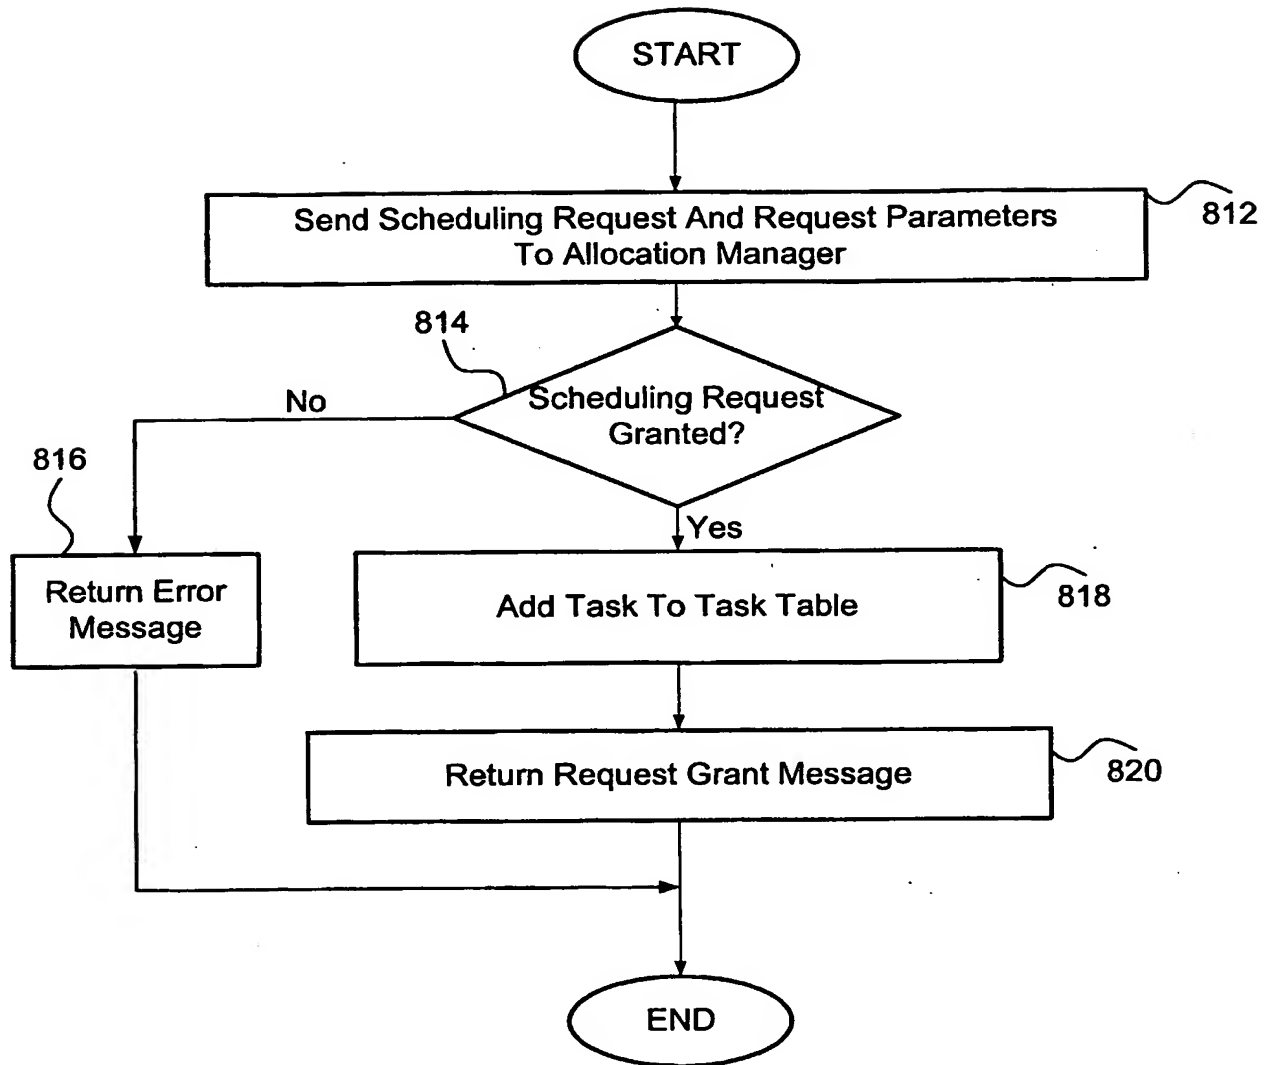 START
Send Scheduling Request And Request Parameters
To Allocation Manager
812
814
Scheduling Request
Granted?
No
816
Yes
Return Error
Message
Add Task To Task Table
818
Return Request Grant Message
820
END